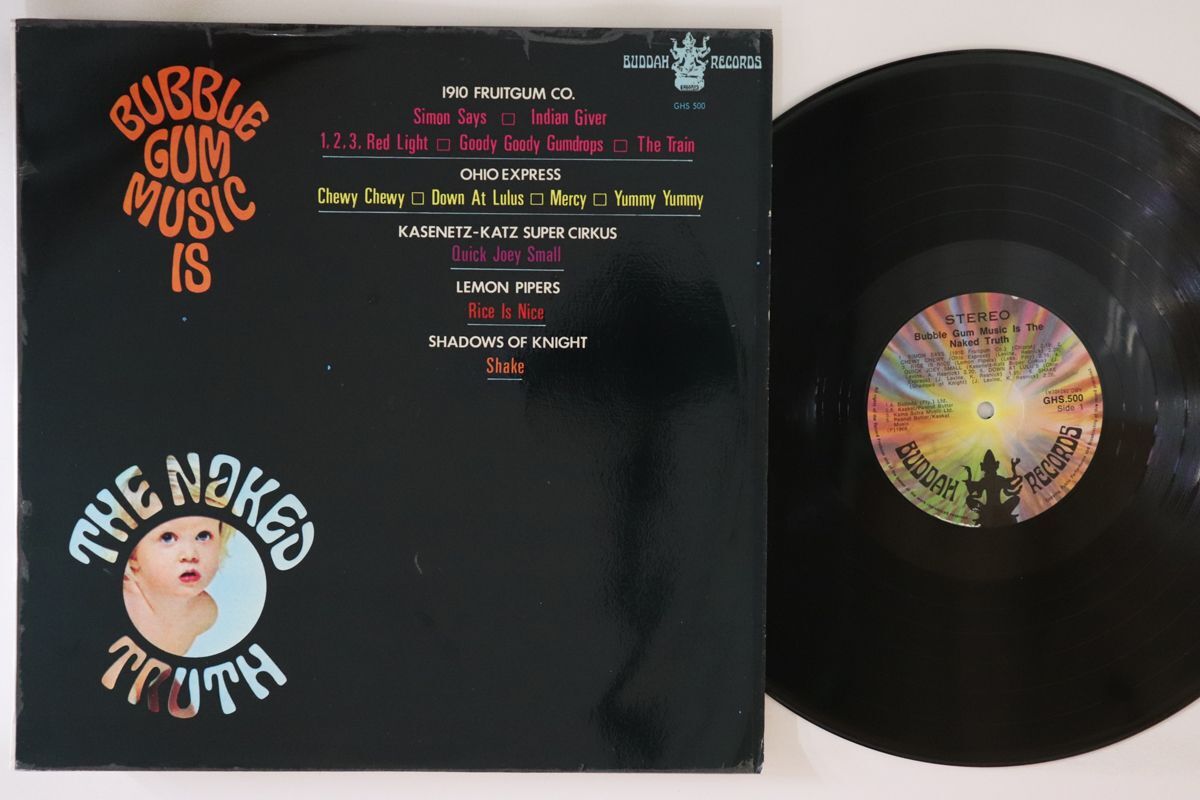 BUBBLE
GUM
MUSIC
IS
BUDDAH RECORDS
GHS 500
1910 FRUITGUM CO.
Simon Says □ Indian Giver
1, 2, 3, Red Light □ Goody Goody Gumdrops □ The Train
OHIO EXPRESS
Chewy Chewy □ Down At Lulus □ Mercy □ Yummy Yummy
KASENETZ-KATZ SUPER CIRKUS
Quick Joey Small
LEMON PIPERS
Rice Is Nice
SHADOWS OF KNIGHT
Shake
THE NAKED
TRUTH
STEREO
Bubble Gum Music Is The
Naked Truth
GHS.500
Side 1
BUDDAH RECORDS